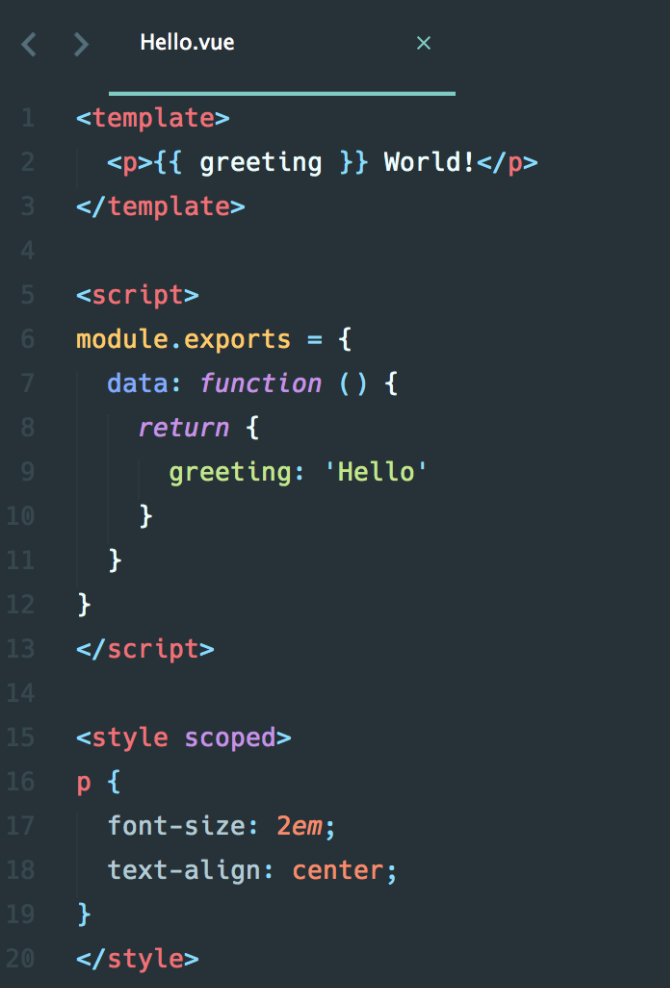 Hello.vue
1 <template>
2   <p>{{ greeting }} World!</p>
3 </template>
4
5 <script>
6 module.exports = {
7   data: function () {
8     return {
9       greeting: 'Hello'
10     }
11   }
12 }
13 </script>
14
15 <style scoped>
16 p {
17   font-size: 2em;
18   text-align: center;
19 }
20 </style>